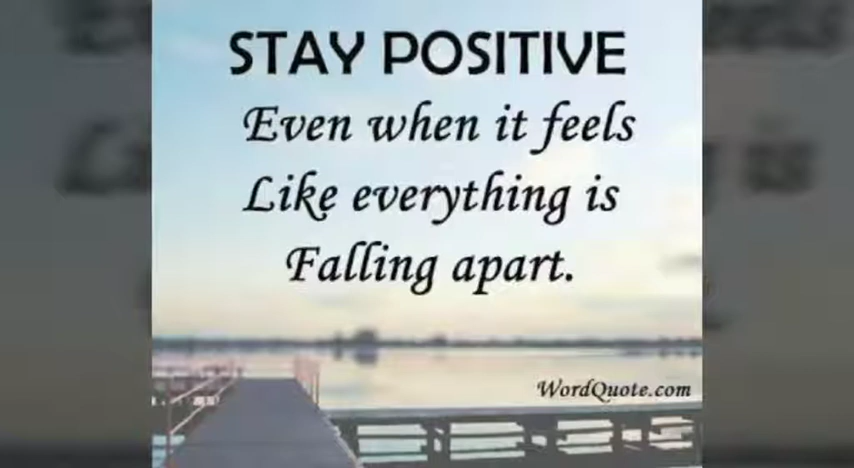 STAY POSITIVE
Even when it feels
Like everything is
Falling apart.
WordQuote.com